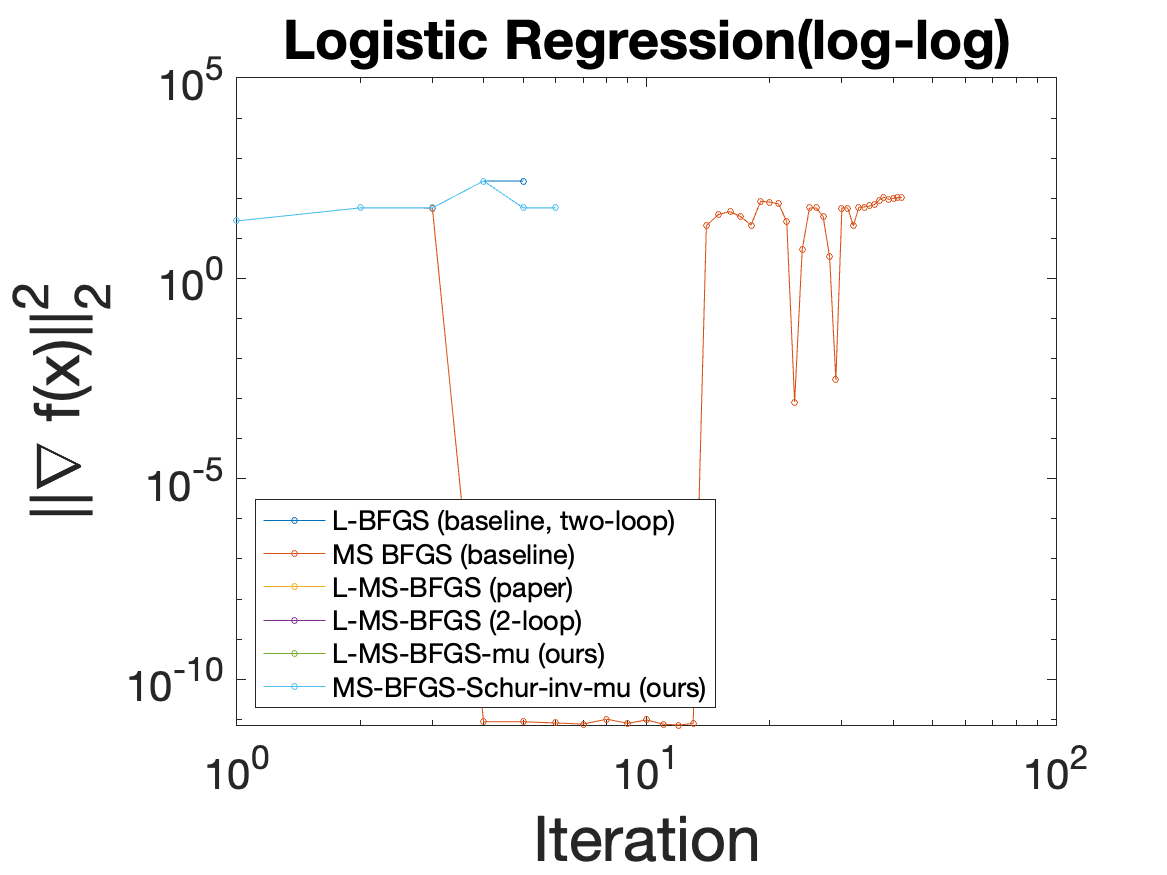 Logistic Regression(log-log)
10^5
10^0
10^-5
10^-10
||∇ f(x)||_2^2
L-BFGS (baseline, two-loop)
MS BFGS (baseline)
L-MS-BFGS (paper)
L-MS-BFGS (2-loop)
L-MS-BFGS-mu (ours)
MS-BFGS-Schur-inv-mu (ours)
10^0 10^1 10^2
Iteration